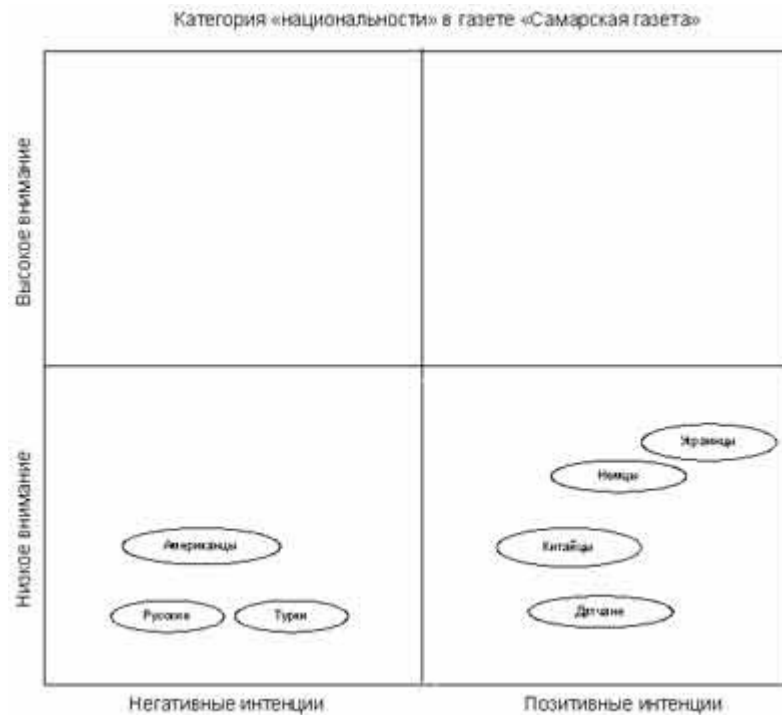 Категория «национальности» в газете «Самарская газета»
Высокое внимание
Низкое внимание
Украинцы
Немцы
Американцы
Китайцы
Русские
Турки
Датчане
Негативные интенции
Позитивные интенции